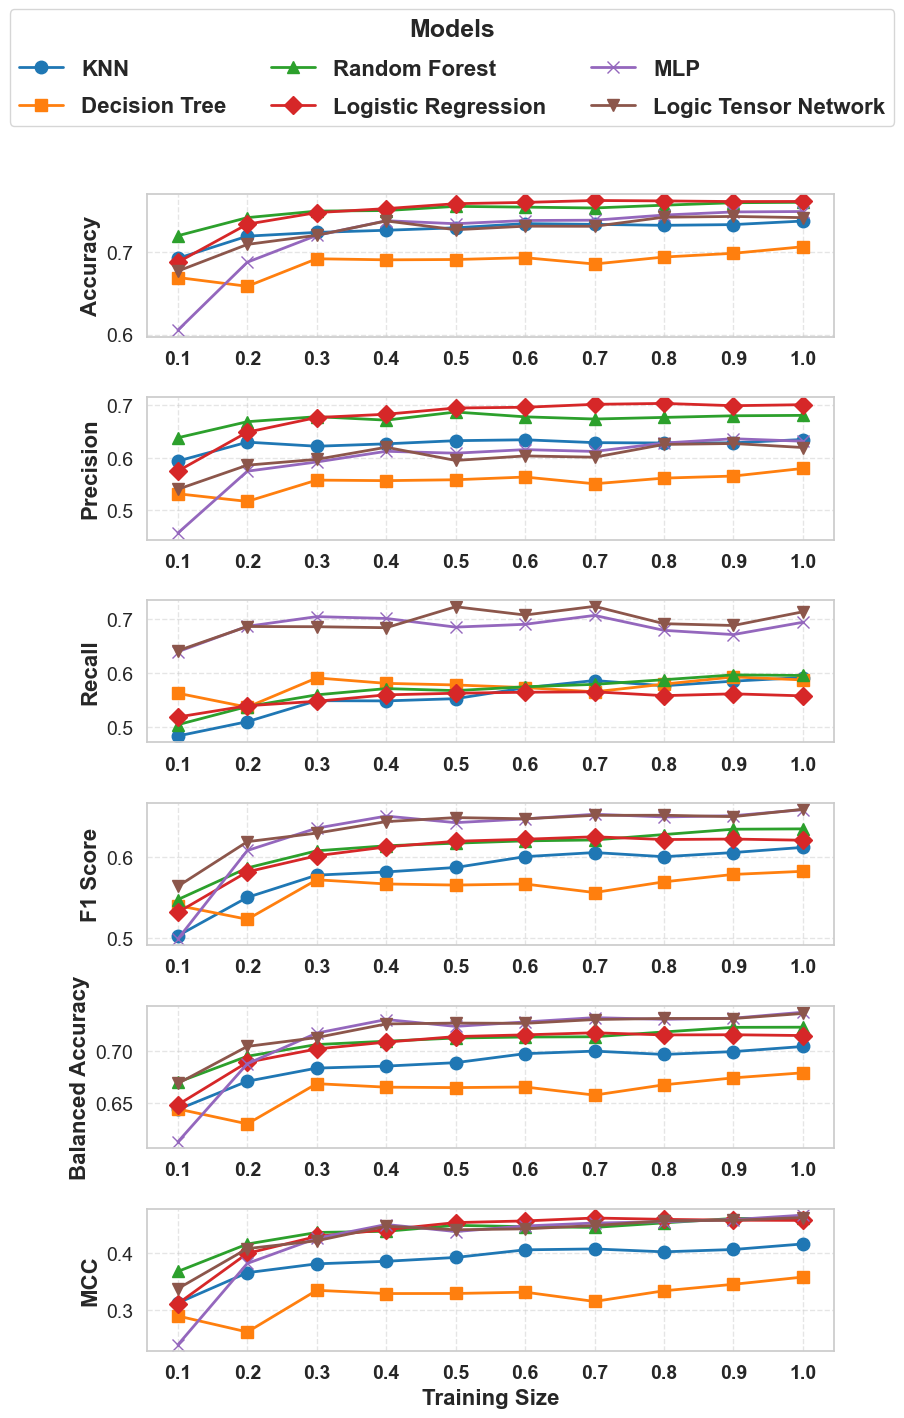 Models
KNN Random Forest MLP
Decision Tree Logistic Regression Logic Tensor Network
Accuracy
0.7
0.6
0.1 0.2 0.3 0.4 0.5 0.6 0.7 0.8 0.9 1.0
Precision
0.7
0.6
0.5
0.1 0.2 0.3 0.4 0.5 0.6 0.7 0.8 0.9 1.0
Recall
0.7
0.6
0.5
0.1 0.2 0.3 0.4 0.5 0.6 0.7 0.8 0.9 1.0
F1 Score
0.6
0.5
0.1 0.2 0.3 0.4 0.5 0.6 0.7 0.8 0.9 1.0
Balanced Accuracy
0.70
0.65
0.1 0.2 0.3 0.4 0.5 0.6 0.7 0.8 0.9 1.0
MCC
0.4
0.3
0.1 0.2 0.3 0.4 0.5 0.6 0.7 0.8 0.9 1.0
Training Size